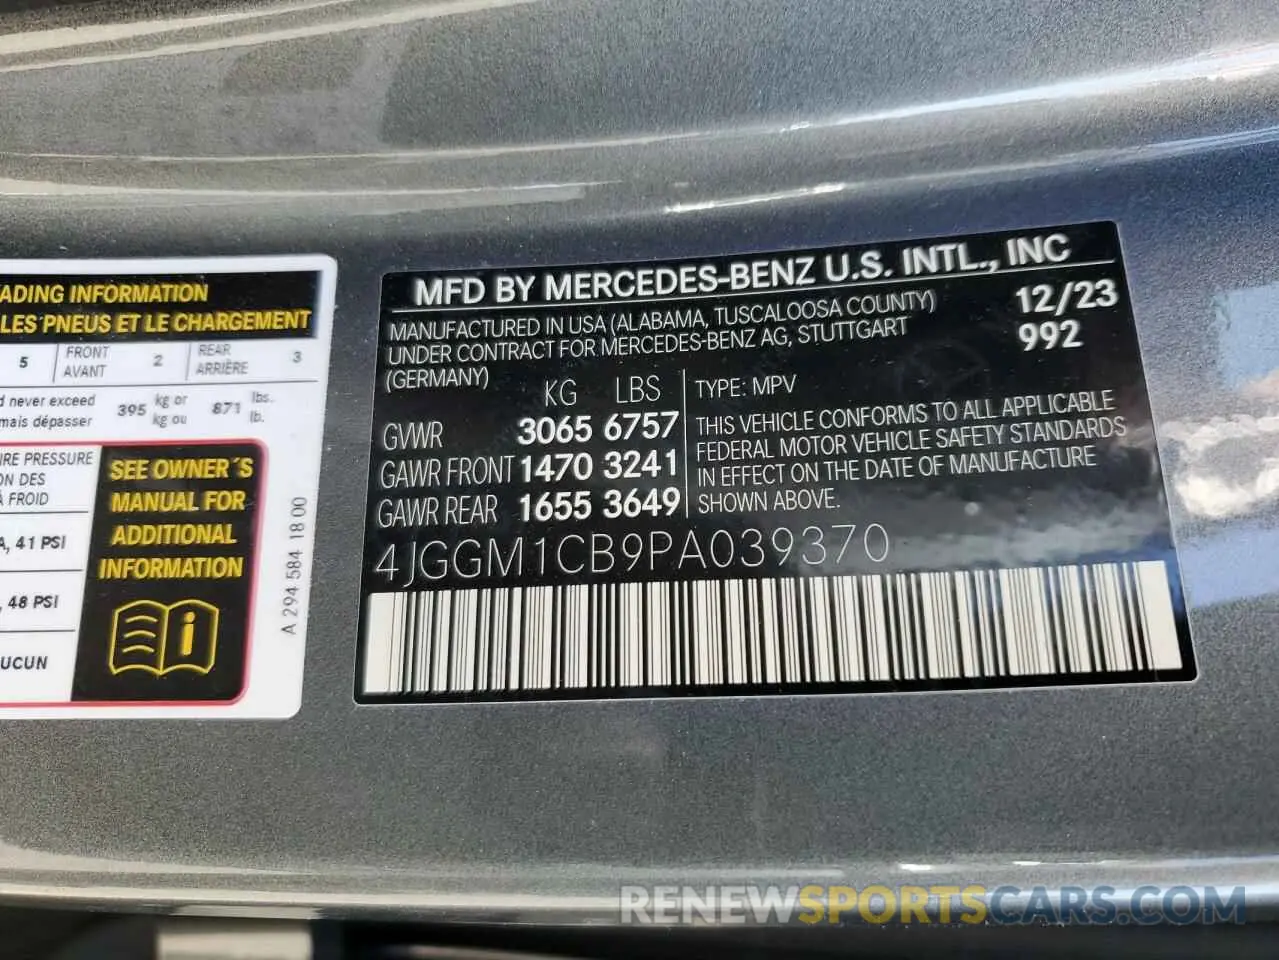 ADING INFORMATION
LES PNEUS ET LE CHARGEMENT
5 FRONT AVANT 2 REAR ARRIÈRE 3
d never exceed 395 kg or 871 lbs.
mais dépasser kg ou lb.
IRE PRESSURE
ON DES
À FROID
A, 41 PSI
, 48 PSI
UCUN
SEE OWNER'S
MANUAL FOR
ADDITIONAL
INFORMATION
A 294 584 18 00
MFD BY MERCEDES-BENZ U.S. INTL., INC
MANUFACTURED IN USA (ALABAMA, TUSCALOOSA COUNTY) 12/23
UNDER CONTRACT FOR MERCEDES-BENZ AG, STUTTGART 992
(GERMANY)
KG LBS
GVWR 3065 6757
GAWR FRONT 1470 3241
GAWR REAR 1655 3649
TYPE: MPV
THIS VEHICLE CONFORMS TO ALL APPLICABLE
FEDERAL MOTOR VEHICLE SAFETY STANDARDS
IN EFFECT ON THE DATE OF MANUFACTURE
SHOWN ABOVE.
4JGGM1CB9PA039370
RENEWSPORTSCARS.COM